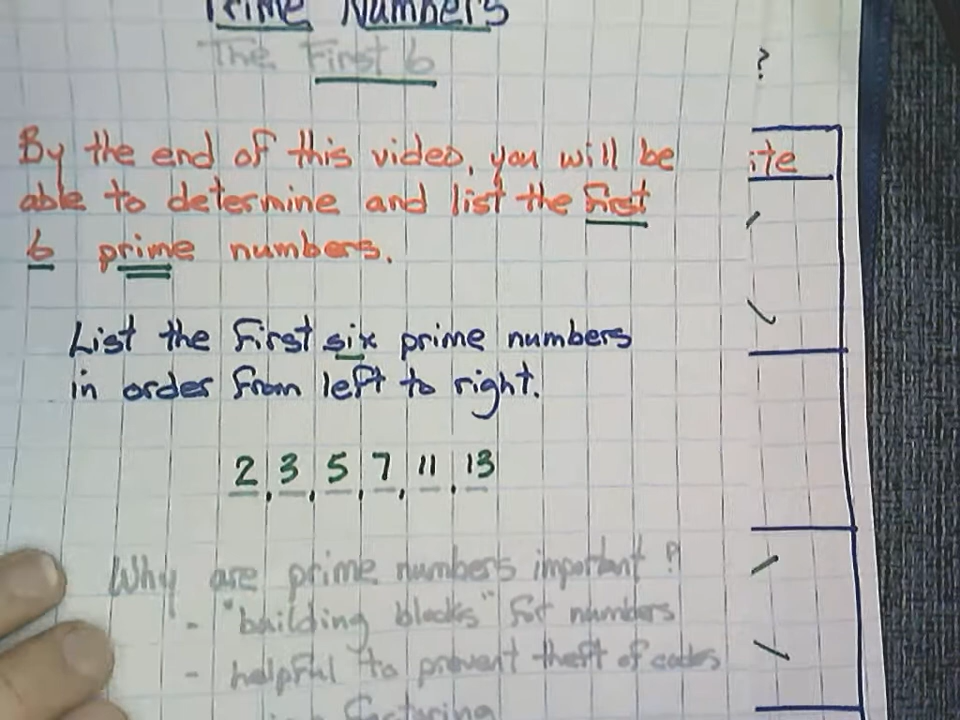 Prime Numbers
The First 6
?
By the end of this video, you will be
able to determine and list the first
6 prime numbers.
ite
List the first six prime numbers
in order from left to right.
2, 3, 5, 7, 11, 13
Why are prime numbers important?
- "building blocks" for numbers
- helpful to prevent theft of codes
factoring